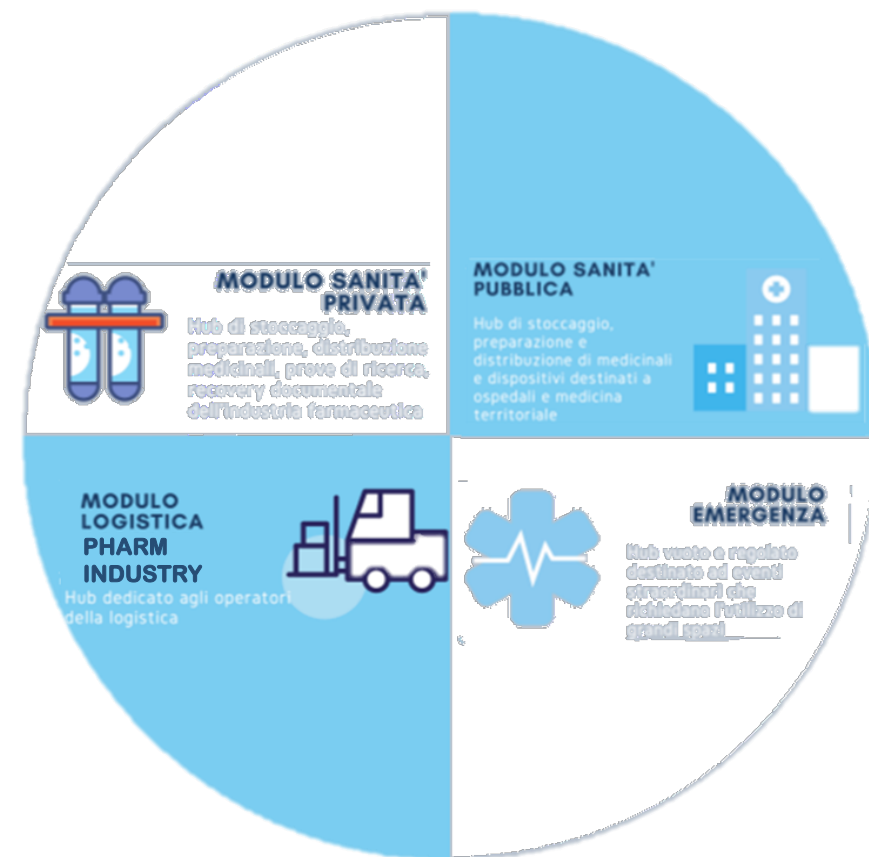 MODULO SANITA'
PRIVATA
Hub di stoccaggio,
preparazione, distribuzione
medicinali, prove di ricerca,
recovery documentale
dell'industria farmaceutica
MODULO SANITA'
PUBBLICA
Hub di stoccaggio,
preparazione e
distribuzione di medicinali
e dispositivi destinati a
ospedali e medicina
territoriale
MODULO
LOGISTICA
PHARM
INDUSTRY
Hub dedicato agli operatori
della logistica
MODULO
EMERGENZA
Hub vuoto e regolato
destinato ad eventi
straordinari che
richiedano l'utilizzo di
grandi spazi